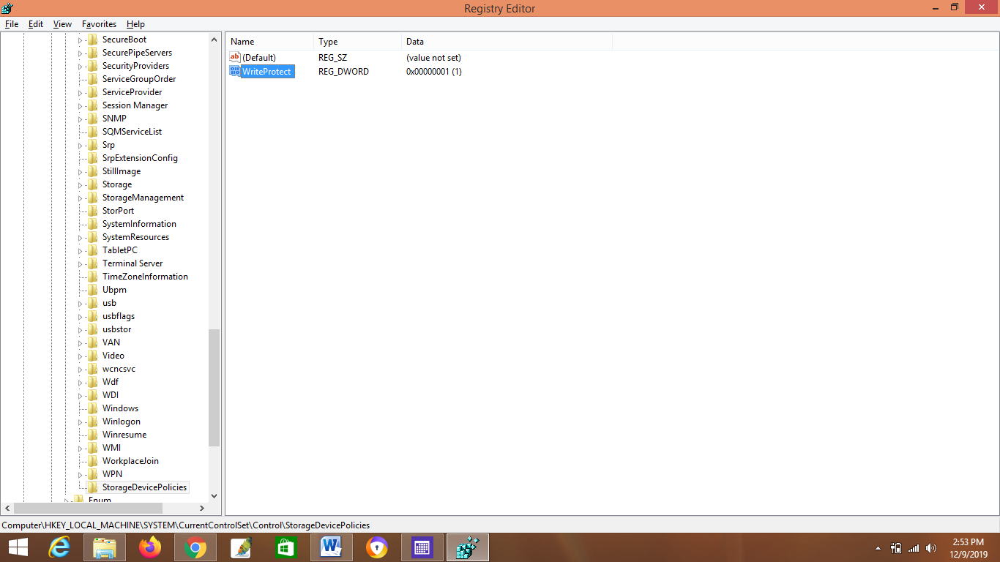 Registry Editor
File Edit View Favorites Help
SecureBoot
SecurePipeServers
SecurityProviders
ServiceGroupOrder
ServiceProvider
Session Manager
SNMP
SQMServiceList
Srp
SrpExtensionConfig
StillImage
Storage
StorageManagement
StorPort
SystemInformation
SystemResources
TabletPC
Terminal Server
TimeZoneInformation
Ubpm
usb
usbflags
usbstor
VAN
Video
wcncsvc
Wdf
WDI
Windows
Winlogon
Winresume
WMI
WorkplaceJoin
WPN
StorageDevicePolicies
Enum
Name Type Data
ab (Default) REG_SZ (value not set)
WriteProtect REG_DWORD 0x00000001 (1)
Computer\HKEY_LOCAL_MACHINE\SYSTEM\CurrentControlSet\Control\StorageDevicePolicies
2:53 PM
12/9/2019